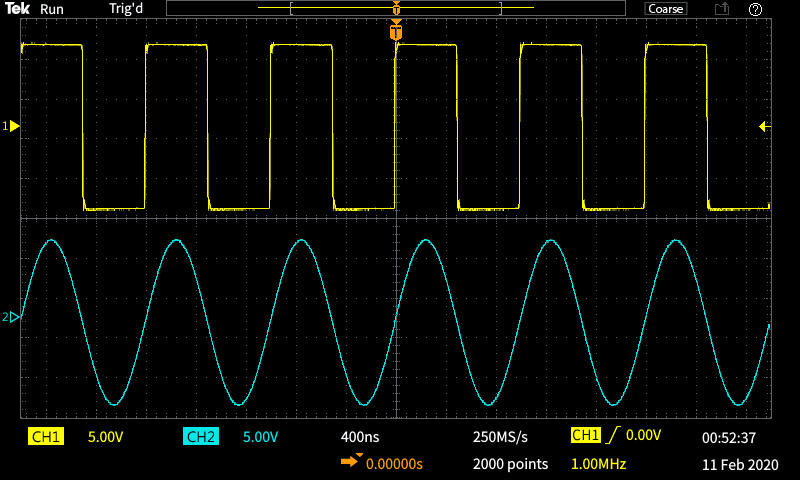 Tek Run Trig'd Coarse ?
T
T
1
2
CH1 5.00V CH2 5.00V 400ns 250MS/s CH1 0.00V 00:52:37
0.00000s 2000 points 1.00MHz 11 Feb 2020